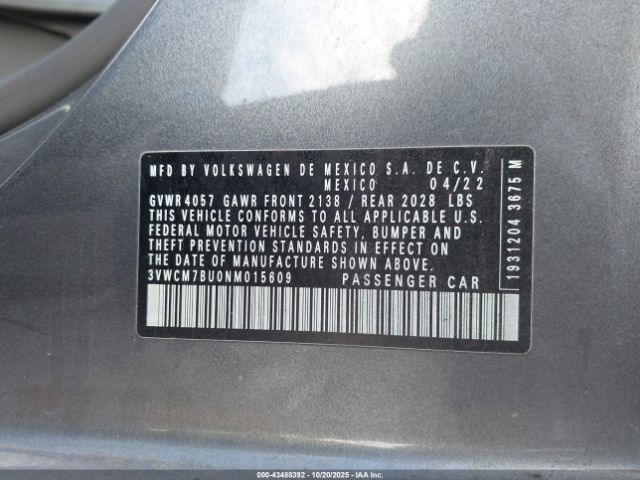 MFD BY VOLKSWAGEN DE MEXICO S.A. DE C.V.
MEXICO 04/22
GVWR 4057 GAWR FRONT 2138 / REAR 2028 LBS
THIS VEHICLE CONFORMS TO ALL APPLICABLE U.S.
FEDERAL MOTOR VEHICLE SAFETY, BUMPER AND
THEFT PREVENTION STANDARDS IN EFFECT ON
THE DATE OF MANUFACTURE SHOWN ABOVE.
3VWCM7BU0NM015609 PASSENGER CAR
1931204 3675 M
000-43488392 | 10/20/2025 | Copyright © IAA, LLC